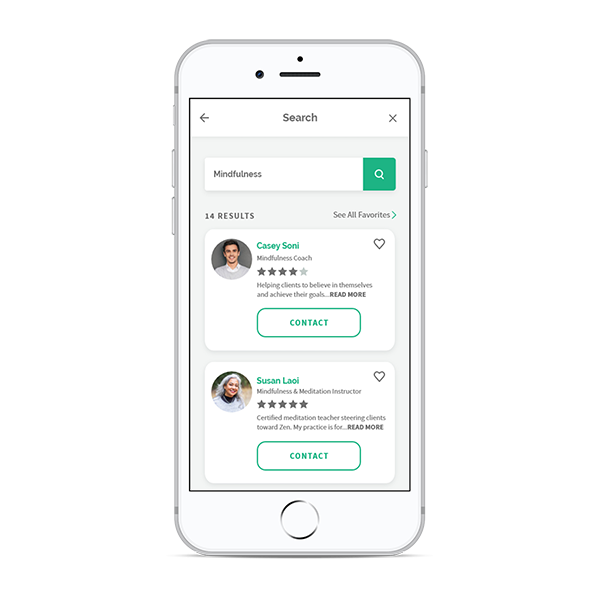 Search
Mindfulness
14 RESULTS
See All Favorites
Casey Soni
Mindfulness Coach
Helping clients to believe in themselves
and achieve their goals...READ MORE
CONTACT
Susan Laoi
Mindfulness & Meditation Instructor
Certified meditation teacher steering clients
toward Zen. My practice is for...READ MORE
CONTACT